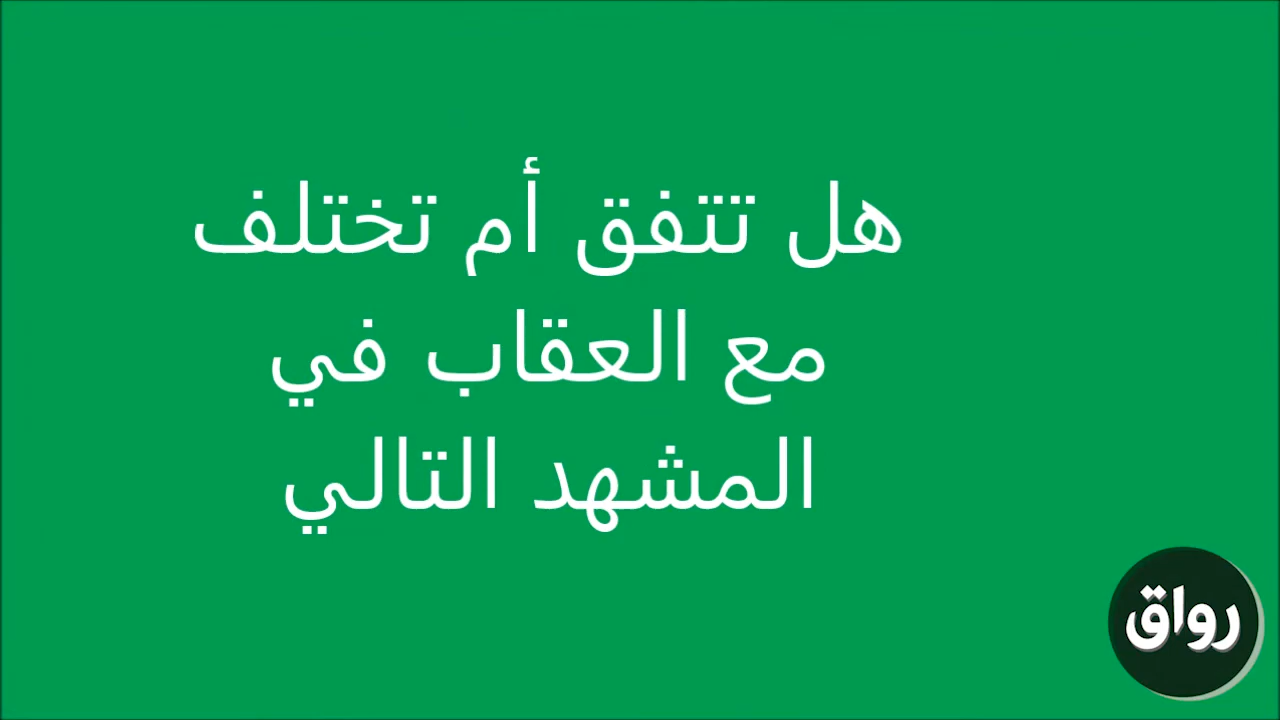 هل تتفق أم تختلف
مع العقاب في
المشهد التالي
رواق